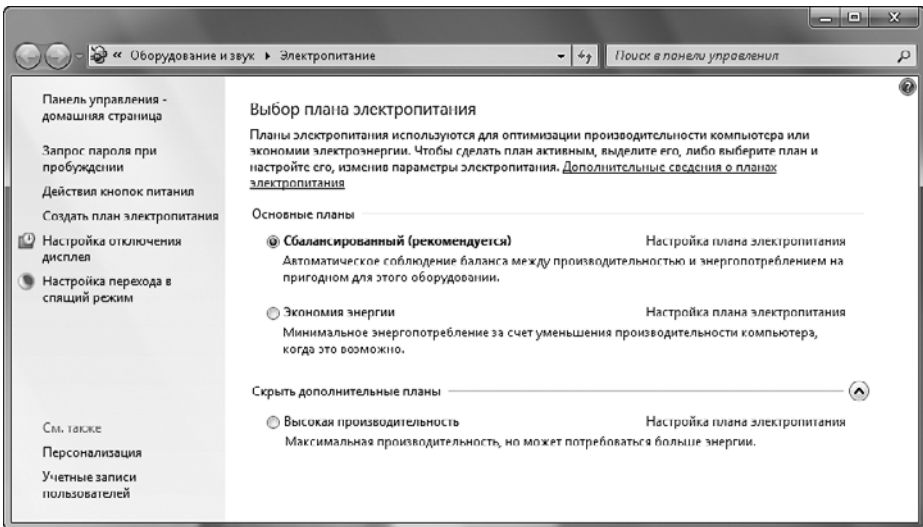 « Оборудование и звук ▸ Электропитание
Поиск в панели управления
Панель управления -
домашняя страница
Запрос пароля при
пробуждении
Действия кнопок питания
Создать план электропитания
Настройка отключения
дисплея
Настройка перехода в
спящий режим
См. также
Персонализация
Учетные записи
пользователей
Выбор плана электропитания
Планы электропитания используются для оптимизации производительности компьютера или
экономии электроэнергии. Чтобы сделать план активным, выделите его, либо выберите план и
настройте его, изменив параметры электропитания. Дополнительные сведения о планах
электропитания
Основные планы
Сбалансированный (рекомендуется) Настройка плана электропитания
Автоматическое соблюдение баланса между производительностью и энергопотреблением на
пригодном для этого оборудовании.
Экономия энергии Настройка плана электропитания
Минимальное энергопотребление за счет уменьшения производительности компьютера,
когда это возможно.
Скрыть дополнительные планы
Высокая производительность Настройка плана электропитания
Максимальная производительность, но может потребоваться больше энергии.